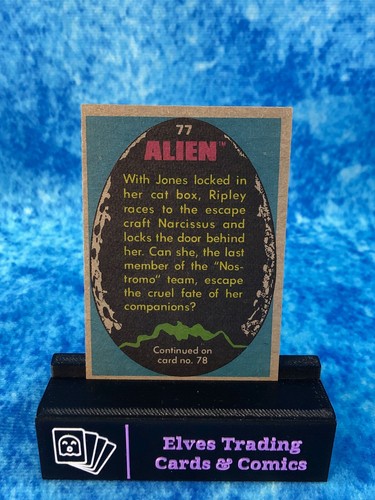 77
ALIEN™
With Jones locked in
her cat box, Ripley
races to the escape
craft Narcissus and
locks the door behind
her. Can she, the last
member of the "Nos-
tromo" team, escape
the cruel fate of her
companions?
Continued on
card no. 78
Elves Trading
Cards & Comics